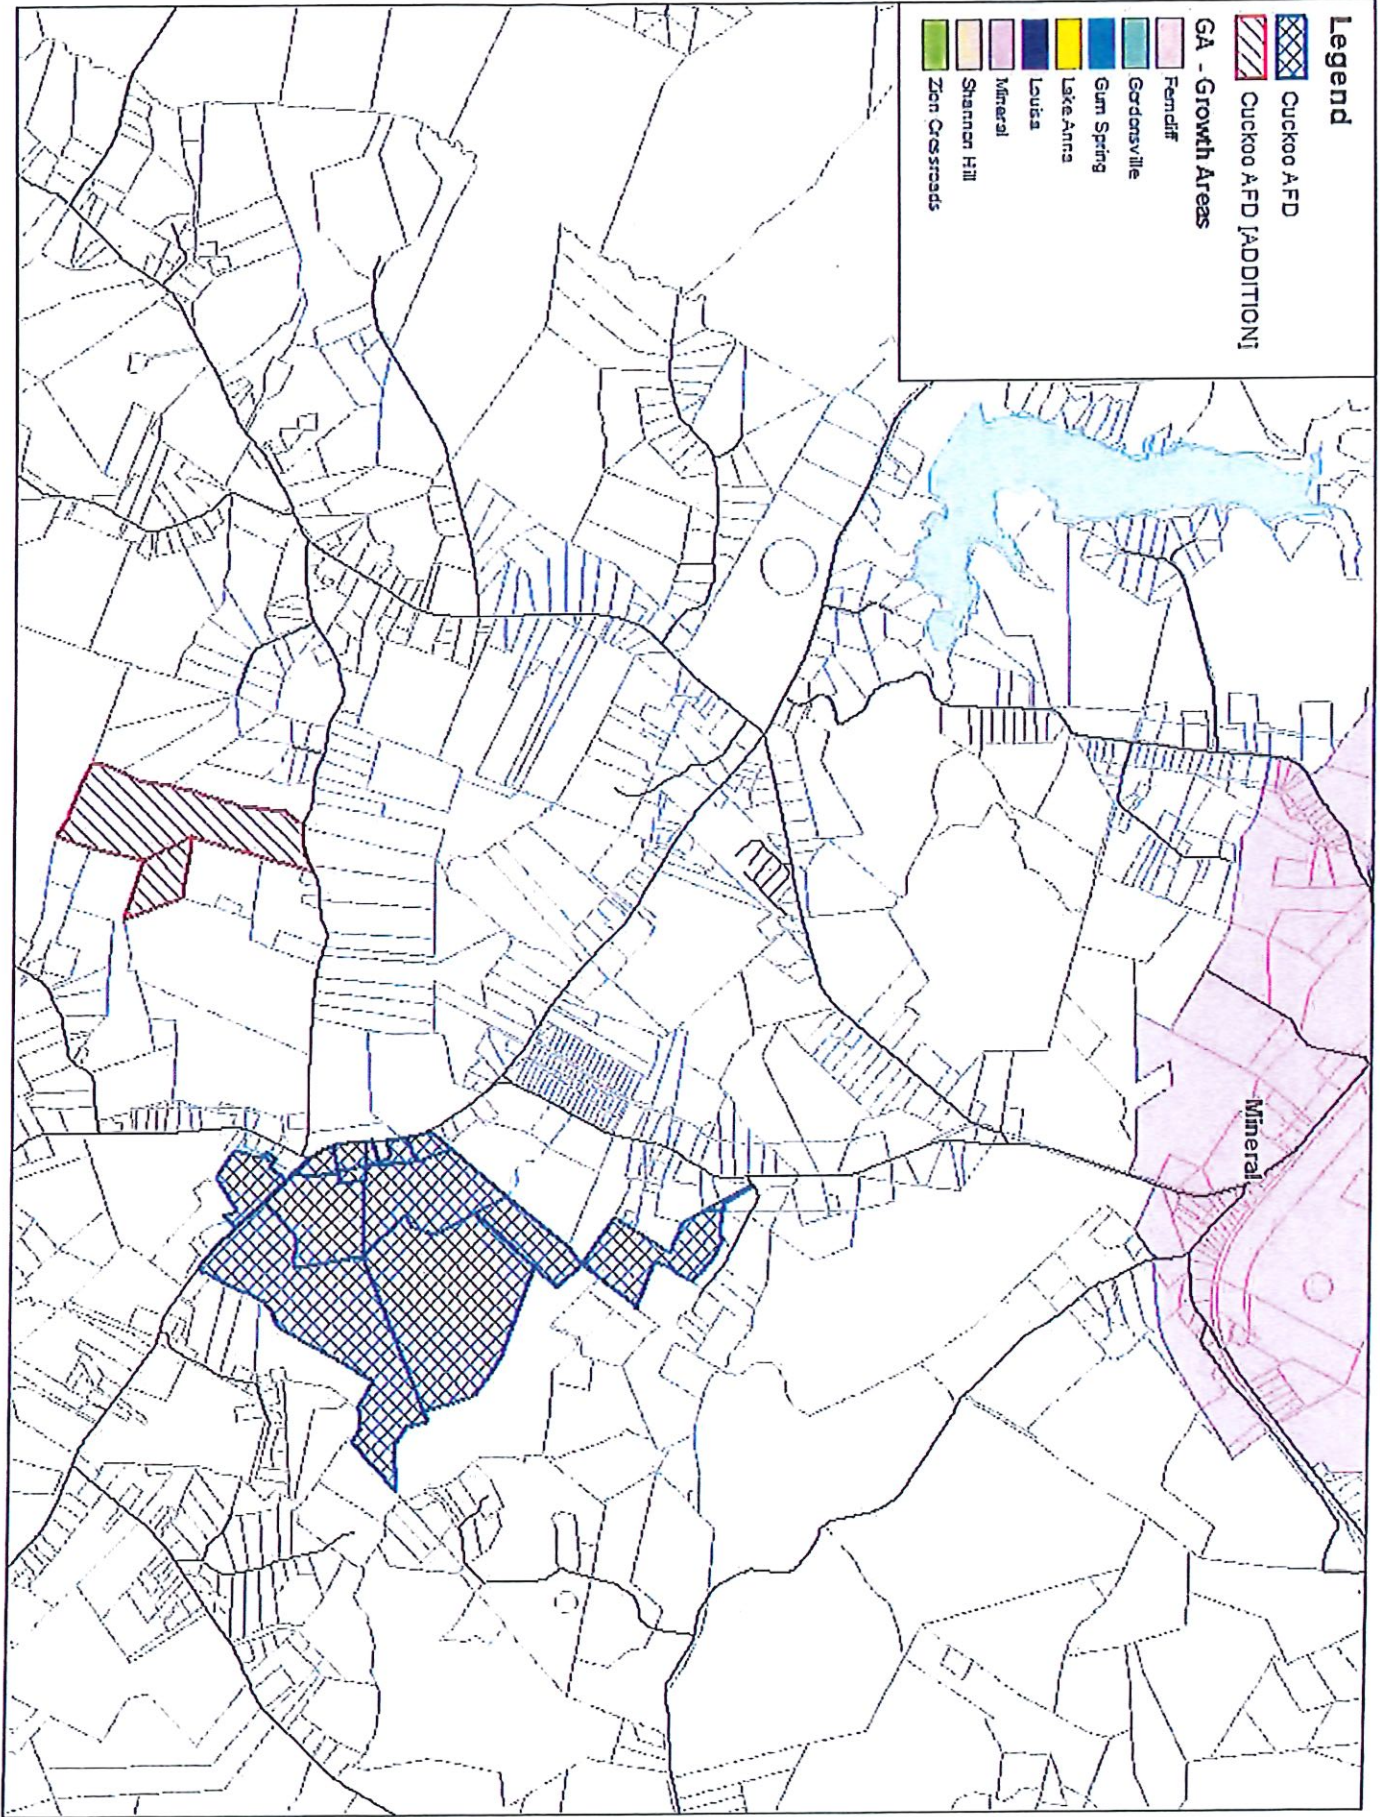 Legend
Cuckoo AFD
Cuckoo AFD [ADDITION]
GA - Growth Areas
Ferncliff
Gordonsville
Gum Spring
Lake Anna
Louisa
Mineral
Shannon Hill
Zion Crossroads
Mineral